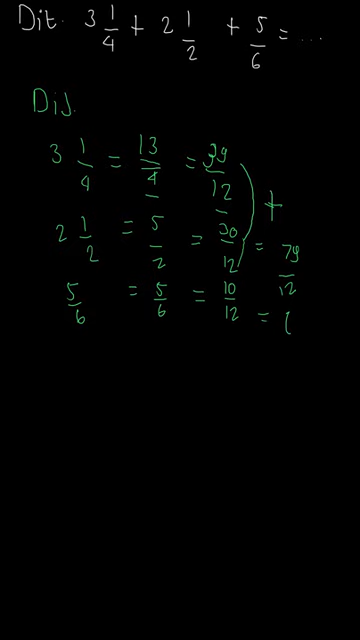 Dit. 3 1/4 + 2 1/2 + 5/6 = ...
Dij.
3 1/4 = 13/4 = 39/12
2 1/2 = 5/2 = 30/12 = 79/12
+
5/6 = 5/6 = 10/12 = (